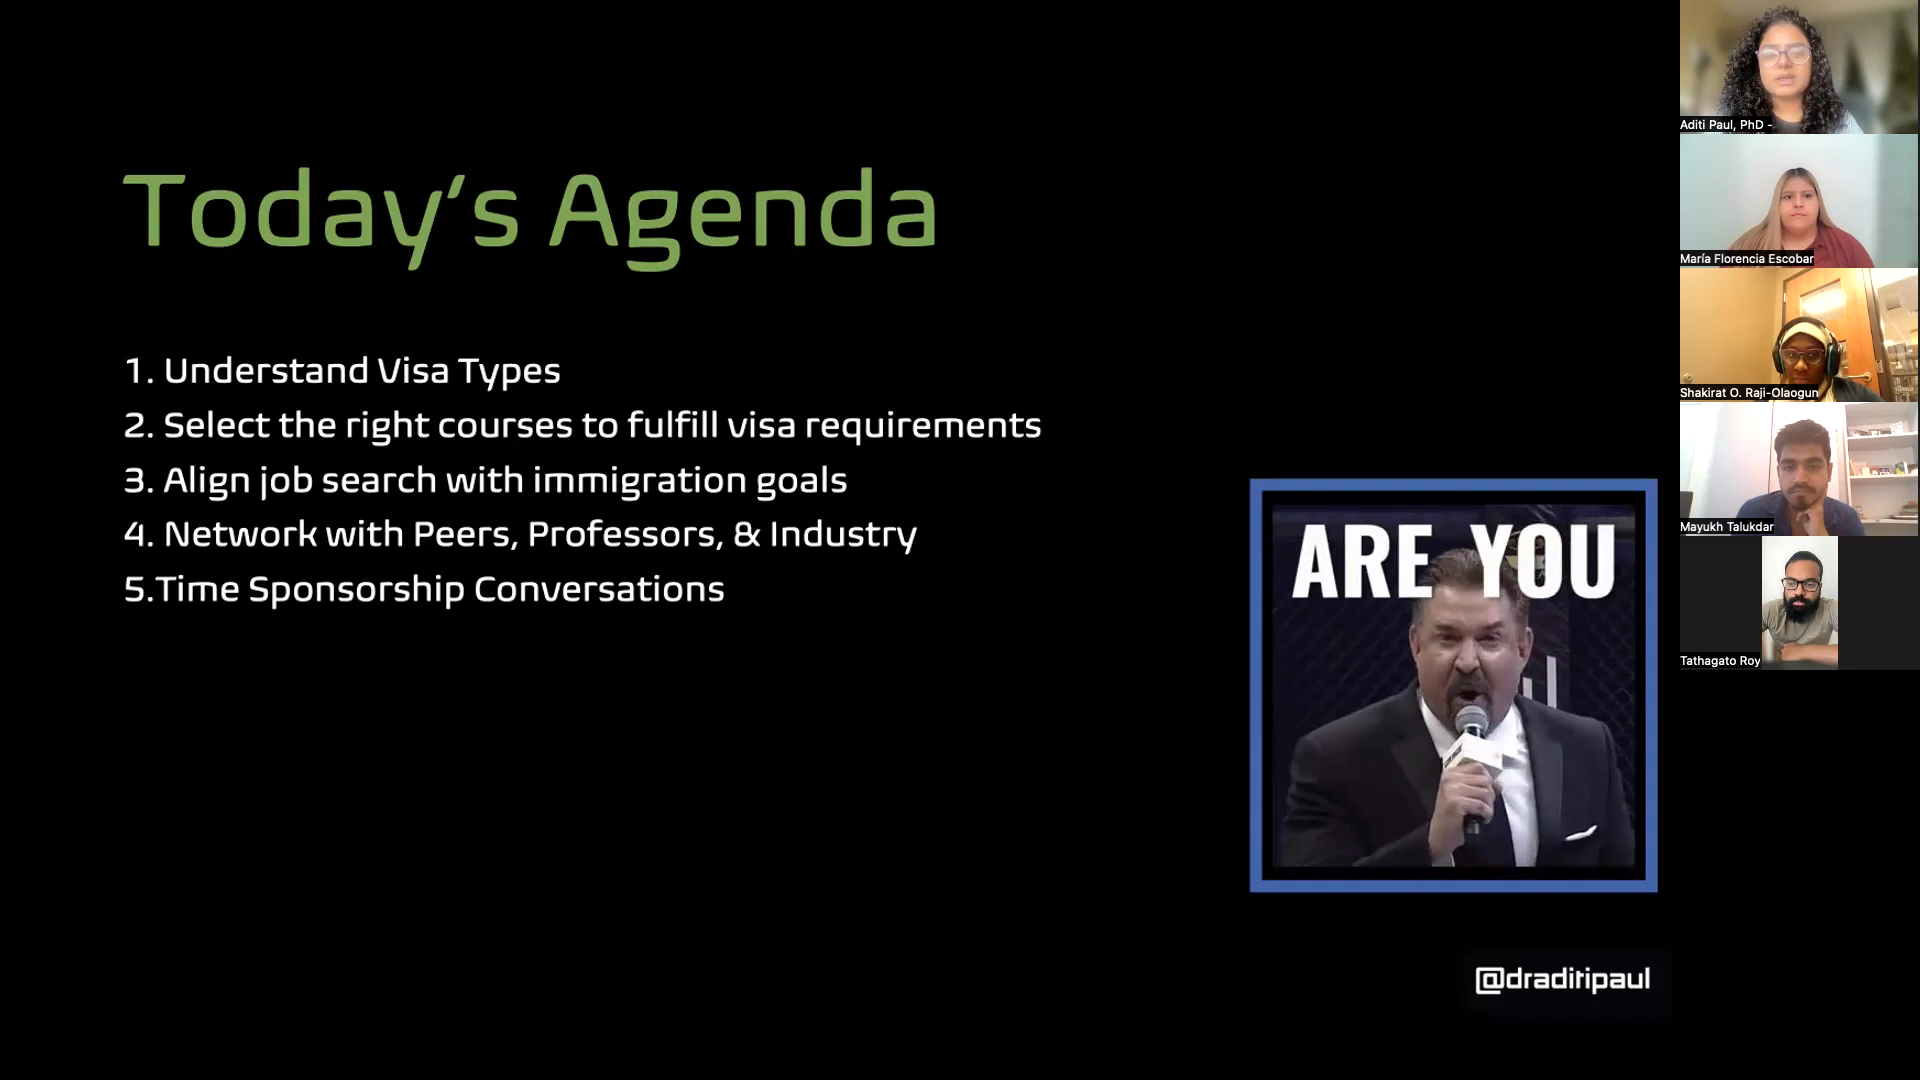 Today's Agenda
1. Understand Visa Types
2. Select the right courses to fulfill visa requirements
3. Align job search with immigration goals
4. Network with Peers, Professors, & Industry
5.Time Sponsorship Conversations
ARE YOU
@draditipaul
Aditi Paul, PhD -
María Florencia Escobar
Shakirat O. Raji-Olaogun
Mayukh Talukdar
Tathagato Roy